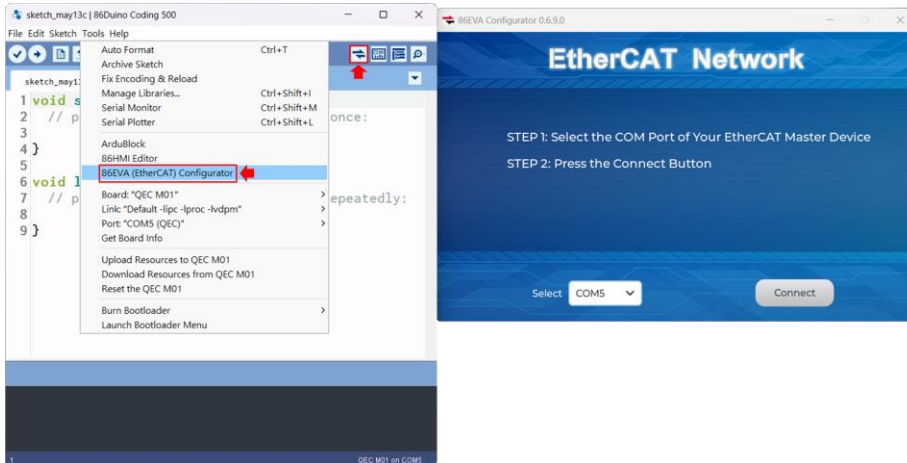 sketch_may13c | 86Duino Coding 500
File Edit Sketch Tools Help
sketch_may1
Auto Format Ctrl+T
Archive Sketch
Fix Encoding & Reload
Manage Libraries... Ctrl+Shift+I
Serial Monitor Ctrl+Shift+M
Serial Plotter Ctrl+Shift+L
ArduBlock
86HMI Editor
86EVA (EtherCAT) Configurator
Board: "QEC M01"
Link: "Default -lipc -lproc -lvdpm"
Port: "COM5 (QEC)"
Get Board Info
Upload Resources to QEC M01
Download Resources from QEC M01
Reset the QEC M01
Burn Bootloader
Launch Bootloader Menu
1 void s
2 // p once:
3
4 }
5
6 void l
7 // p epeatedly:
8
9 }
1 QEC M01 on COM5
86EVA Configurator 0.6.9.0
EtherCAT Network
STEP 1: Select the COM Port of Your EtherCAT Master Device
STEP 2: Press the Connect Button
Select COM5 Connect